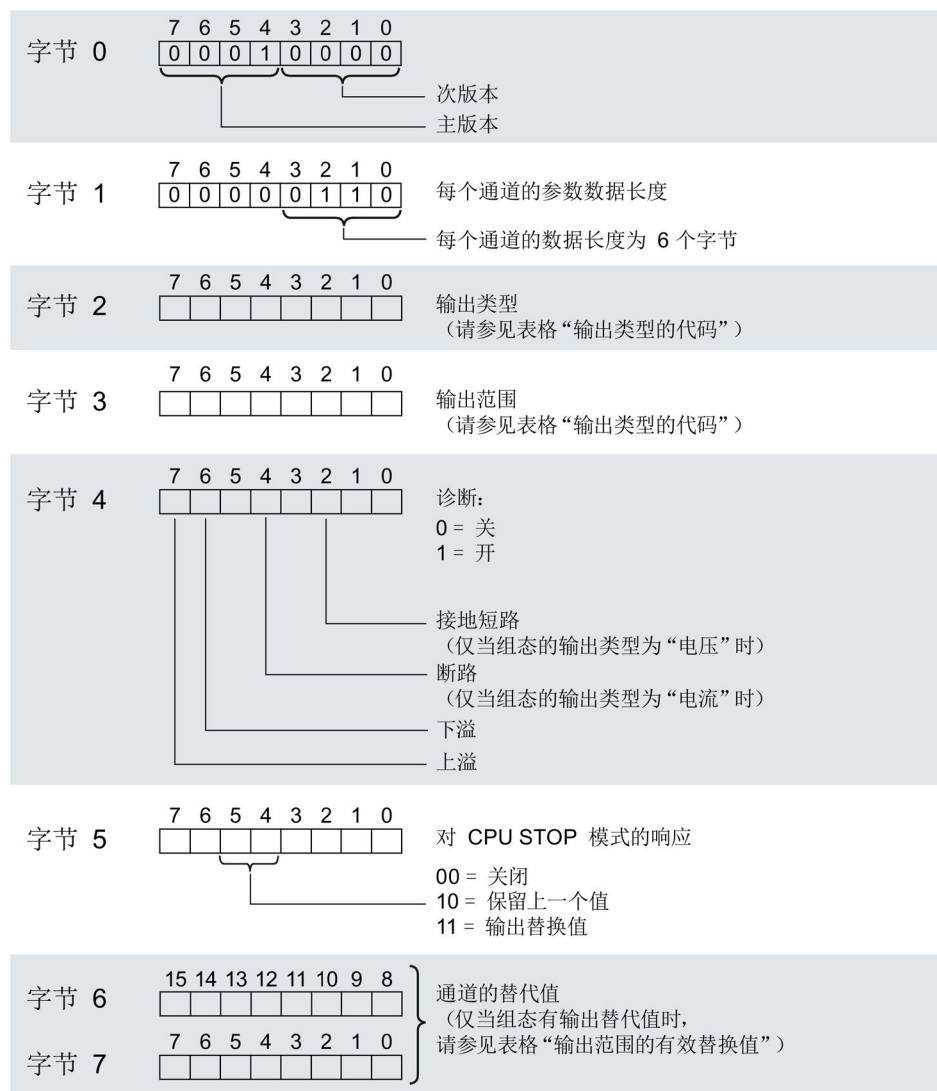 字节 0
7 6 5 4 3 2 1 0
0 0 0 1 0 0 0 0
次版本
主版本
字节 1
7 6 5 4 3 2 1 0
0 0 0 0 0 1 1 0
每个通道的参数数据长度
每个通道的数据长度为 6 个字节
字节 2
7 6 5 4 3 2 1 0
输出类型
（请参见表格“输出类型的代码”）
字节 3
7 6 5 4 3 2 1 0
输出范围
（请参见表格“输出类型的代码”）
字节 4
7 6 5 4 3 2 1 0
诊断：
0 = 关
1 = 开
接地短路
（仅当组态的输出类型为“电压”时）
断路
（仅当组态的输出类型为“电流”时）
下溢
上溢
字节 5
7 6 5 4 3 2 1 0
对 CPU STOP 模式的响应
00 = 关闭
10 = 保留上一个值
11 = 输出替换值
字节 6
15 14 13 12 11 10 9 8
通道的替代值
（仅当组态有输出替代值时，
请参见表格“输出范围的有效替换值”）
字节 7
7 6 5 4 3 2 1 0